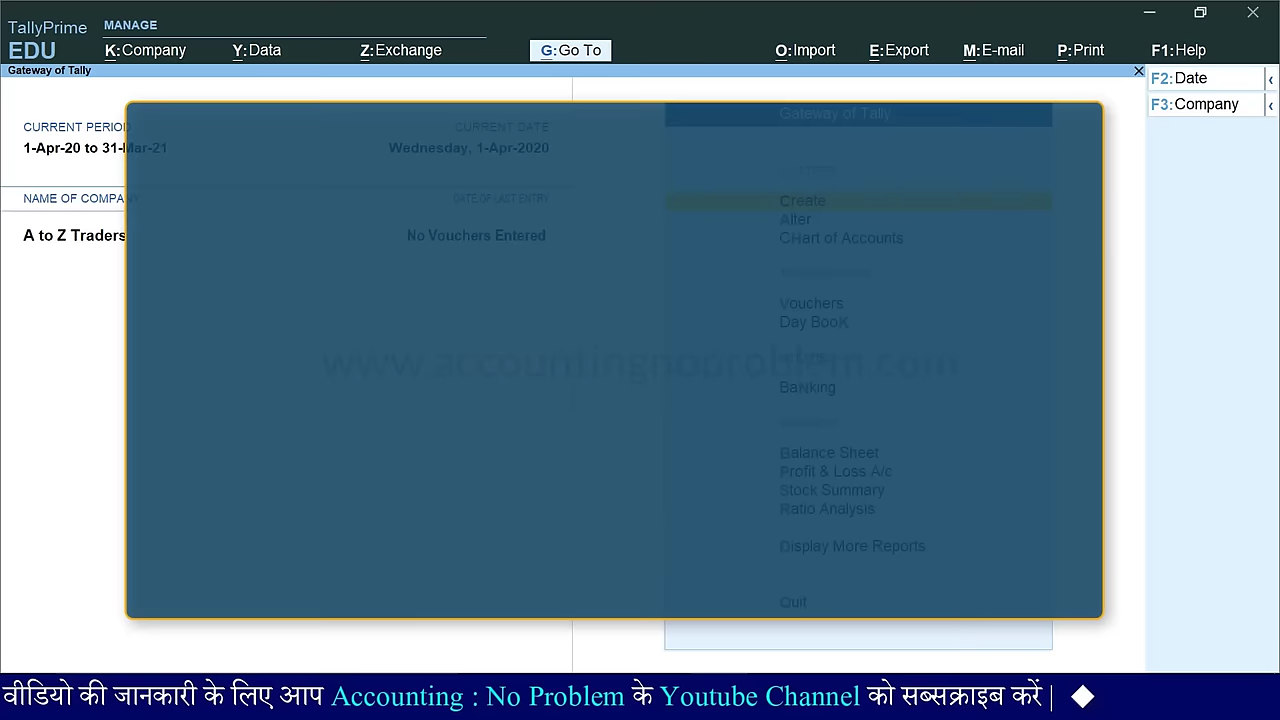 TallyPrime
EDU
MANAGE
K:Company Y:Data Z:Exchange G:Go To O:Import E:Export M:E-mail P:Print F1:Help
Gateway of Tally
F2:Date
F3:Company
CURRENT PERIOD CURRENT DATE
1-Apr-20 to 31-Mar-21 Wednesday, 1-Apr-2020
NAME OF COMPANY DATE OF LAST ENTRY
A to Z Traders No Vouchers Entered
Gateway of Tally
Create
Alter
CHart of Accounts
Vouchers
Day BooK
www.accountingnoproblem.com
BaNking
Balance Sheet
Profit & Loss A/c
Stock Summary
Ratio Analysis
Display More Reports
Quit
वीडियो की जानकारी के लिए आप Accounting : No Problem के Youtube Channel को सब्सक्राइब करें |